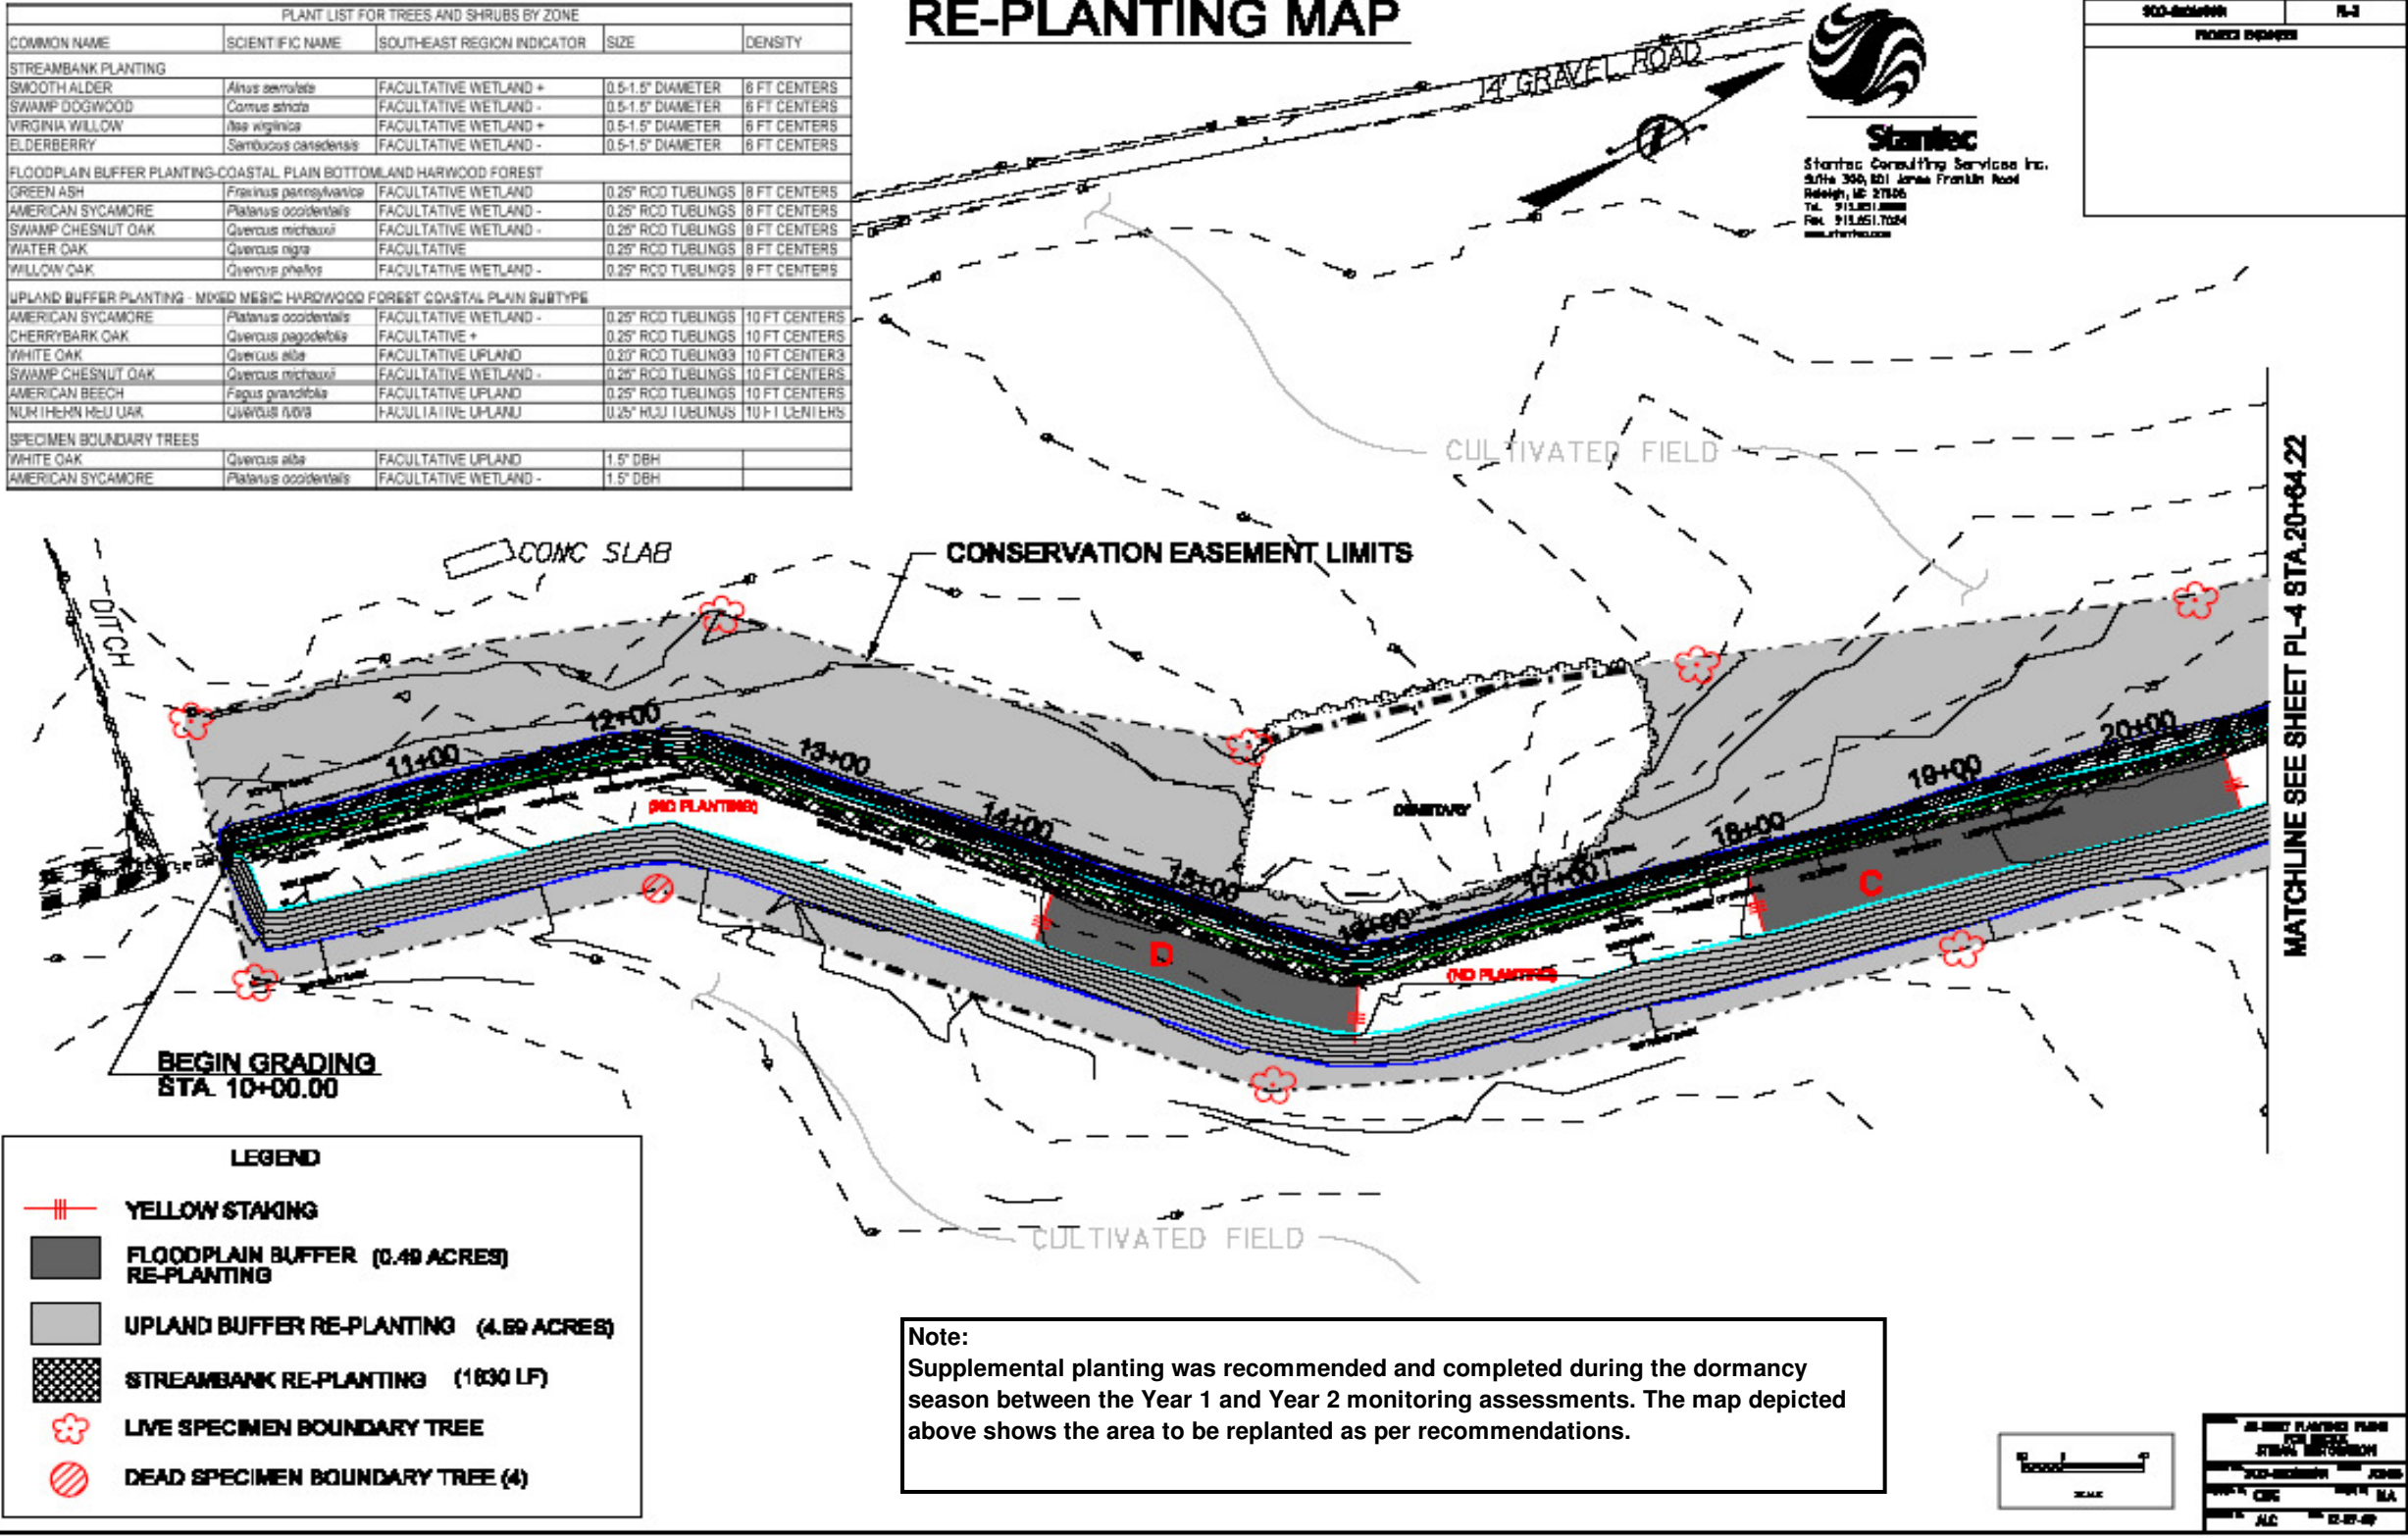 RE-PLANTING MAP
PLANT LIST FOR TREES AND SHRUBS BY ZONE
COMMON NAME SCIENTIFIC NAME SOUTHEAST REGION INDICATOR SIZE DENSITY
STREAMBANK PLANTING
SMOOTH ALDER Alnus serrulata FACULTATIVE WETLAND + 0.5-1.5" DIAMETER 6 FT CENTERS
SWAMP DOGWOOD Cornus stricta FACULTATIVE WETLAND - 0.5-1.5" DIAMETER 6 FT CENTERS
VIRGINIA WILLOW Itea virginica FACULTATIVE WETLAND + 0.5-1.5" DIAMETER 6 FT CENTERS
ELDERBERRY Sambucus canadensis FACULTATIVE WETLAND - 0.5-1.5" DIAMETER 6 FT CENTERS
FLOODPLAIN BUFFER PLANTING-COASTAL PLAIN BOTTOMLAND HARWOOD FOREST
GREEN ASH Fraxinus pennsylvanica FACULTATIVE WETLAND 0.25" RCD TUBLINGS 8 FT CENTERS
AMERICAN SYCAMORE Platanus occidentalis FACULTATIVE WETLAND - 0.25" RCD TUBLINGS 8 FT CENTERS
SWAMP CHESNUT OAK Quercus michauxii FACULTATIVE WETLAND - 0.25" RCD TUBLINGS 8 FT CENTERS
WATER OAK Quercus nigra FACULTATIVE 0.25" RCD TUBLINGS 8 FT CENTERS
WILLOW OAK Quercus phellos FACULTATIVE WETLAND - 0.25" RCD TUBLINGS 8 FT CENTERS
UPLAND BUFFER PLANTING - MIXED MESIC HARDWOOD FOREST COASTAL PLAIN SUBTYPE
AMERICAN SYCAMORE Platanus occidentalis FACULTATIVE WETLAND - 0.25" RCD TUBLINGS 10 FT CENTERS
CHERRYBARK OAK Quercus pagodefolia FACULTATIVE + 0.25" RCD TUBLINGS 10 FT CENTERS
WHITE OAK Quercus alba FACULTATIVE UPLAND 0.25" RCD TUBLINGS 10 FT CENTERS
SWAMP CHESNUT OAK Quercus michauxii FACULTATIVE WETLAND - 0.25" RCD TUBLINGS 10 FT CENTERS
AMERICAN BEECH Fagus grandifolia FACULTATIVE UPLAND 0.25" RCD TUBLINGS 10 FT CENTERS
NORTHERN RED OAK Quercus rubra FACULTATIVE UPLAND 0.25" RCD TUBLINGS 10 FT CENTERS
SPECIMEN BOUNDARY TREES
WHITE OAK Quercus alba FACULTATIVE UPLAND 1.5" DBH
AMERICAN SYCAMORE Platanus occidentalis FACULTATIVE WETLAND - 1.5" DBH
14' GRAVEL ROAD
Stantec
Stantec Consulting Services Inc.
Suite 300, 801 Jones Franklin Road
Raleigh, NC 27606
PROJECT ENGINEER
CULTIVATED FIELD
CONC SLAB
CONSERVATION EASEMENT LIMITS
DITCH
MATCHLINE SEE SHEET PL-4 STA.20+64.22
11+00
12+00
13+00
14+00
15+00
16+00
17+00
18+00
19+00
20+00
(NO PLANTING)
CEMETARY
D
C
(NO PLANTING)
BEGIN GRADING
STA. 10+00.00
CULTIVATED FIELD
LEGEND
YELLOW STAKING
FLOODPLAIN BUFFER (0.49 ACRES)
RE-PLANTING
UPLAND BUFFER RE-PLANTING (4.59 ACRES)
STREAMBANK RE-PLANTING (1830 LF)
LIVE SPECIMEN BOUNDARY TREE
DEAD SPECIMEN BOUNDARY TREE (4)
Note:
Supplemental planting was recommended and completed during the dormancy
season between the Year 1 and Year 2 monitoring assessments. The map depicted
above shows the area to be replanted as per recommendations.
ALC